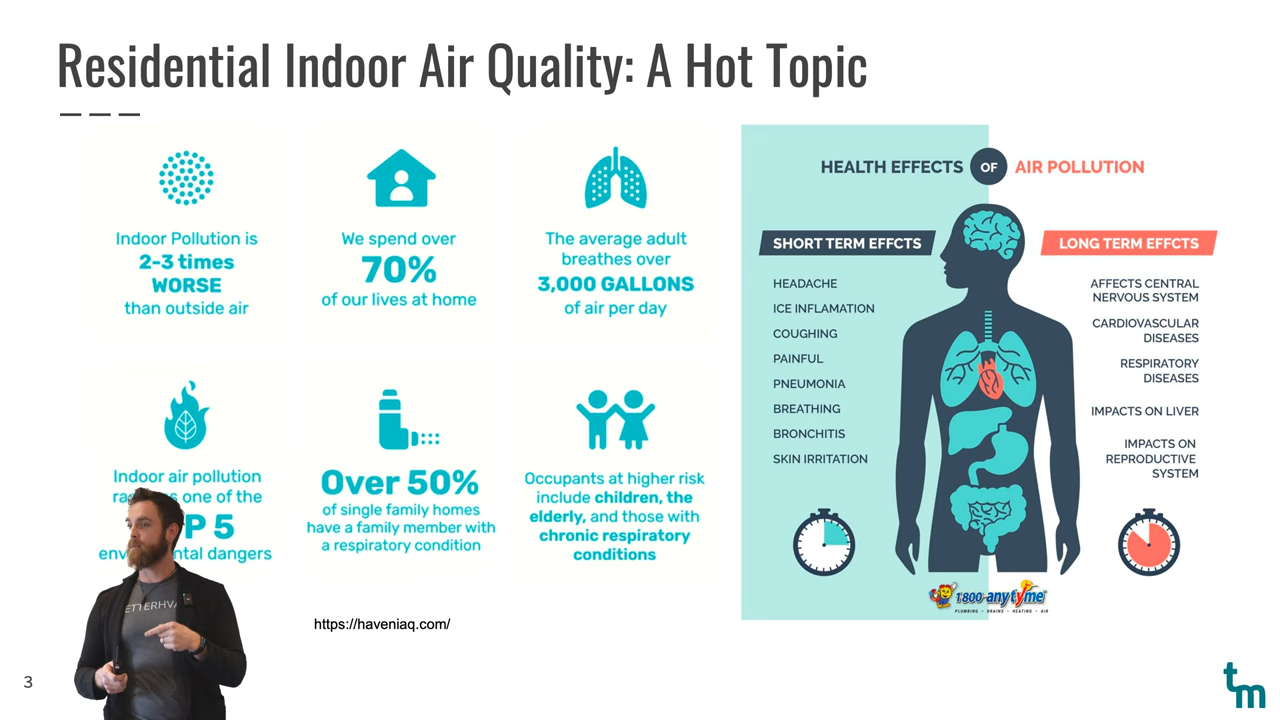 Residential Indoor Air Quality: A Hot Topic
Indoor Pollution is
2-3 times
WORSE
than outside air
We spend over
70%
of our lives at home
The average adult
breathes over
3,000 GALLONS
of air per day
Indoor air pollution
one of the
P 5
dangers
Over 50%
of single family homes
have a family member with
a respiratory condition
Occupants at higher risk
include children, the
elderly, and those with
chronic respiratory
conditions
https://haveniaq.com/
HEALTH EFFECTS OF AIR POLLUTION
SHORT TERM EFFCTS
HEADACHE
ICE INFLAMATION
COUGHING
PAINFUL
PNEUMONIA
BREATHING
BRONCHITIS
SKIN IRRITATION
LONG TERM EFFCTS
AFFECTS CENTRAL
NERVOUS SYSTEM
CARDIOVASCULAR
DISEASES
RESPIRATORY
DISEASES
IMPACTS ON LIVER
IMPACTS ON
REPRODUCTIVE
SYSTEM
1-800-anytyme
PLUMBING • DRAINS • HEATING • AIR
ETTERHVA
3
tm